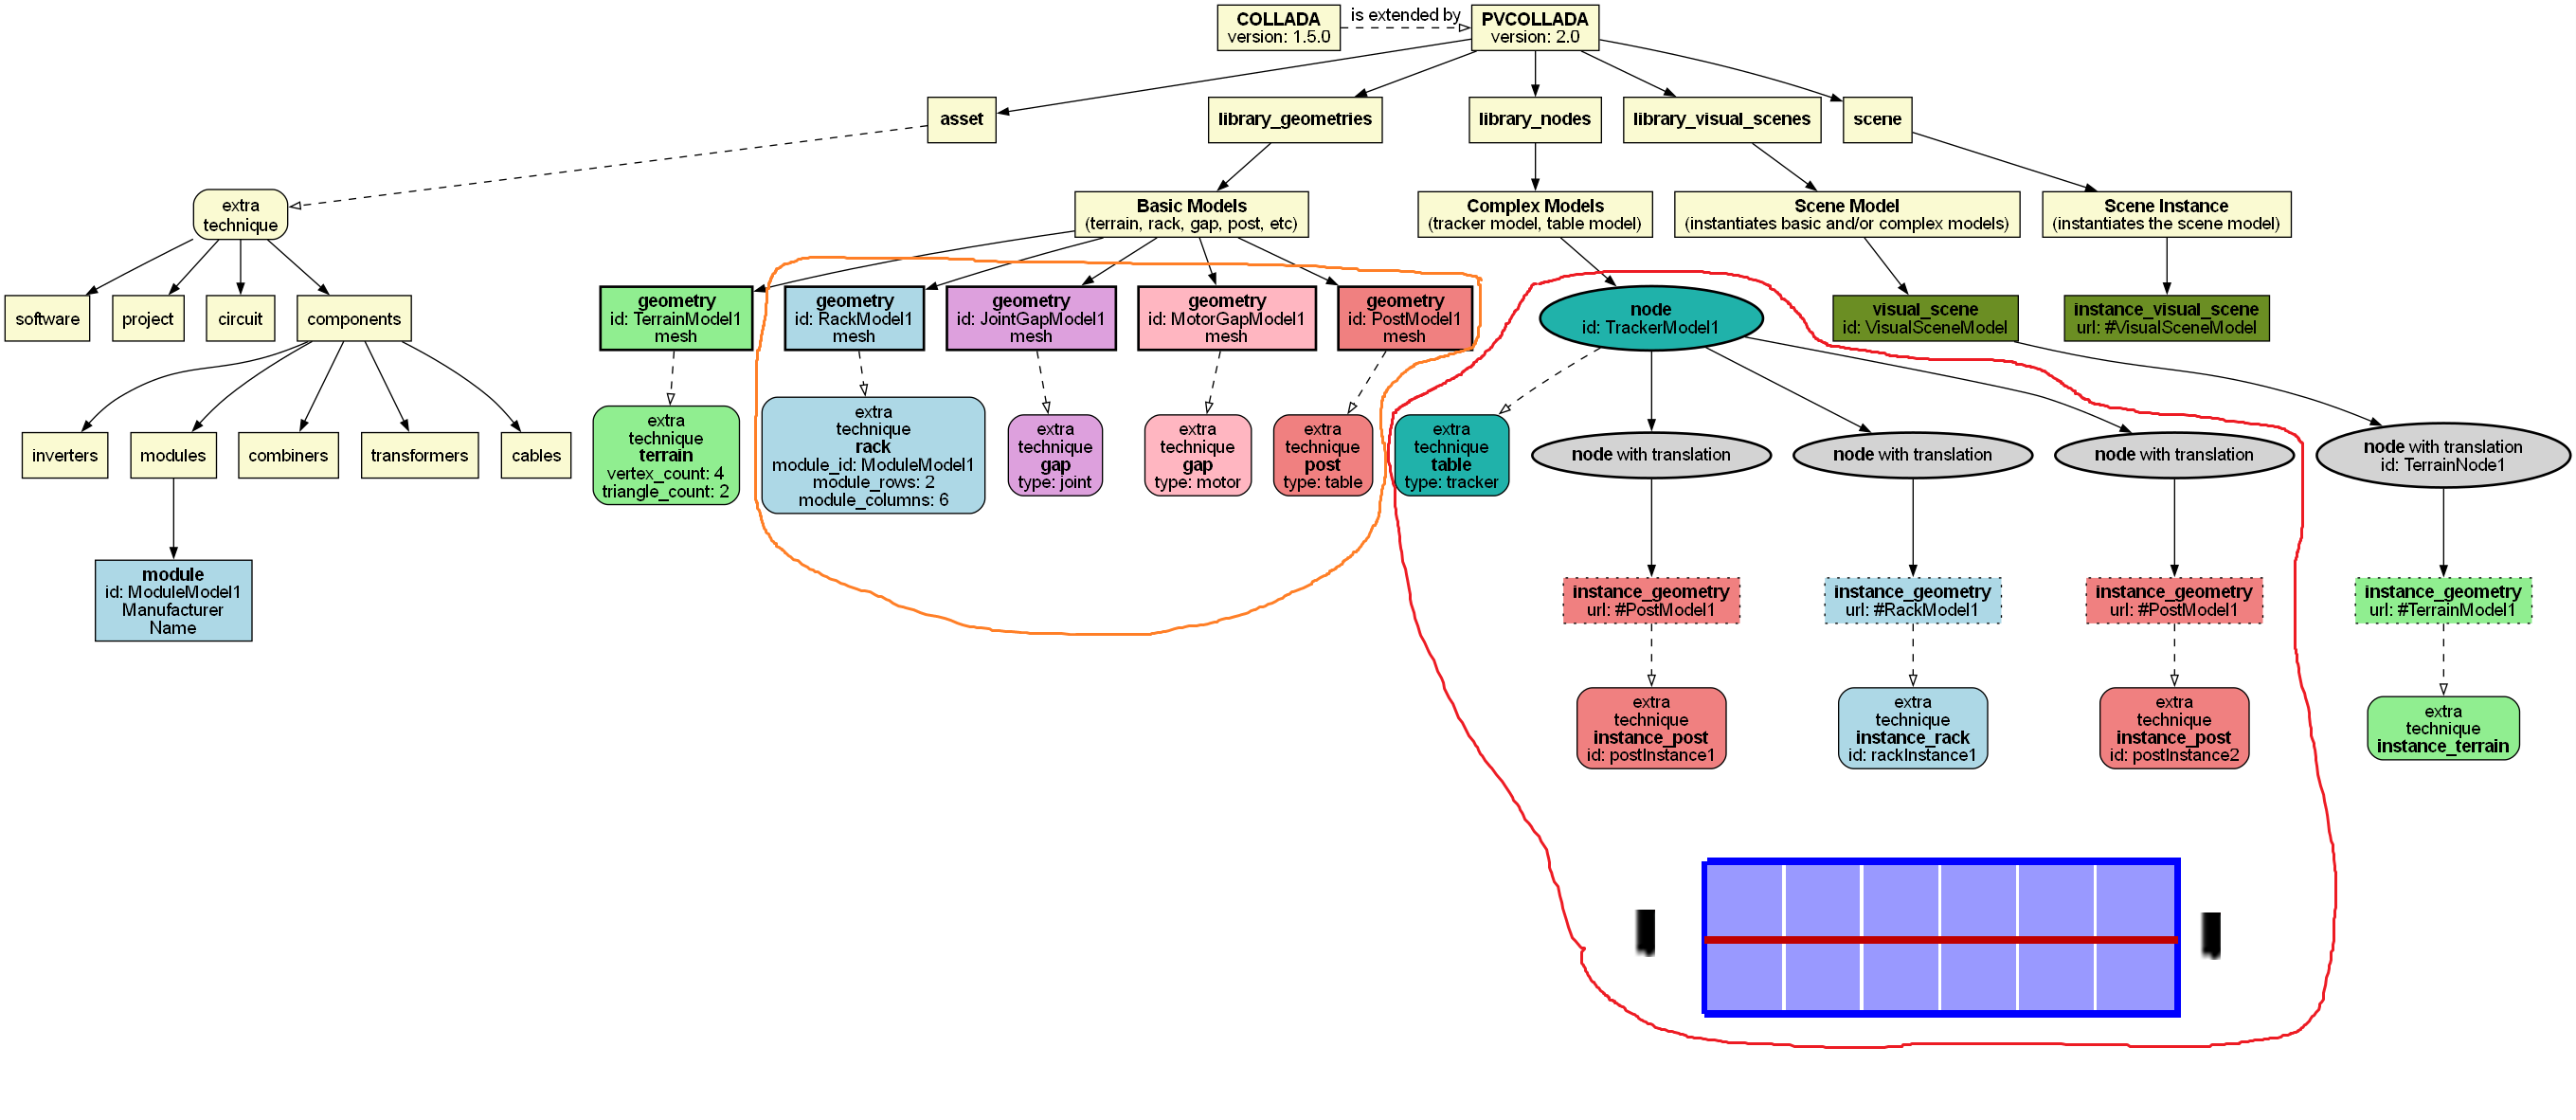 COLLADA
version: 1.5.0
is extended by
PVCOLLADA
version: 2.0
asset
library_geometries
library_nodes
library_visual_scenes
scene
extra
technique
Basic Models
(terrain, rack, gap, post, etc)
Complex Models
(tracker model, table model)
Scene Model
(instantiates basic and/or complex models)
Scene Instance
(instantiates the scene model)
software
project
circuit
components
geometry
id: TerrainModel1
mesh
geometry
id: RackModel1
mesh
geometry
id: JointGapModel1
mesh
geometry
id: MotorGapModel1
mesh
geometry
id: PostModel1
mesh
node
id: TrackerModel1
visual_scene
id: VisualSceneModel
instance_visual_scene
url: #VisualSceneModel
inverters
modules
combiners
transformers
cables
extra
technique
terrain
vertex_count: 4
triangle_count: 2
extra
technique
rack
module_id: ModuleModel1
module_rows: 2
module_columns: 6
extra
technique
gap
type: joint
extra
technique
gap
type: motor
extra
technique
post
type: table
extra
technique
table
type: tracker
node with translation
node with translation
node with translation
node with translation
id: TerrainNode1
module
id: ModuleModel1
Manufacturer
Name
instance_geometry
url: #PostModel1
instance_geometry
url: #RackModel1
instance_geometry
url: #PostModel1
instance_geometry
url: #TerrainModel1
extra
technique
instance_post
id: postInstance1
extra
technique
instance_rack
id: rackInstance1
extra
technique
instance_post
id: postInstance2
extra
technique
instance_terrain